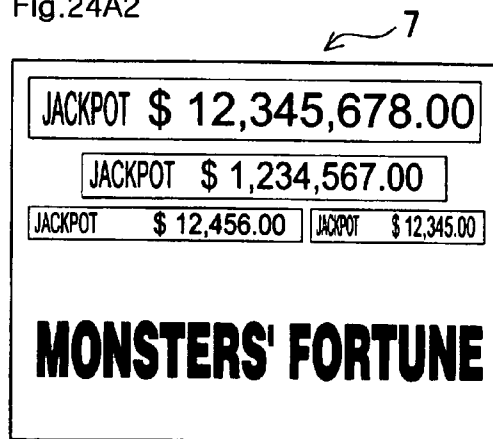 Fig.24A2
7
JACKPOT $ 12,345,678.00
JACKPOT $ 1,234,567.00
JACKPOT $ 12,456.00 JACKPOT $ 12,345.00
MONSTERS' FORTUNE